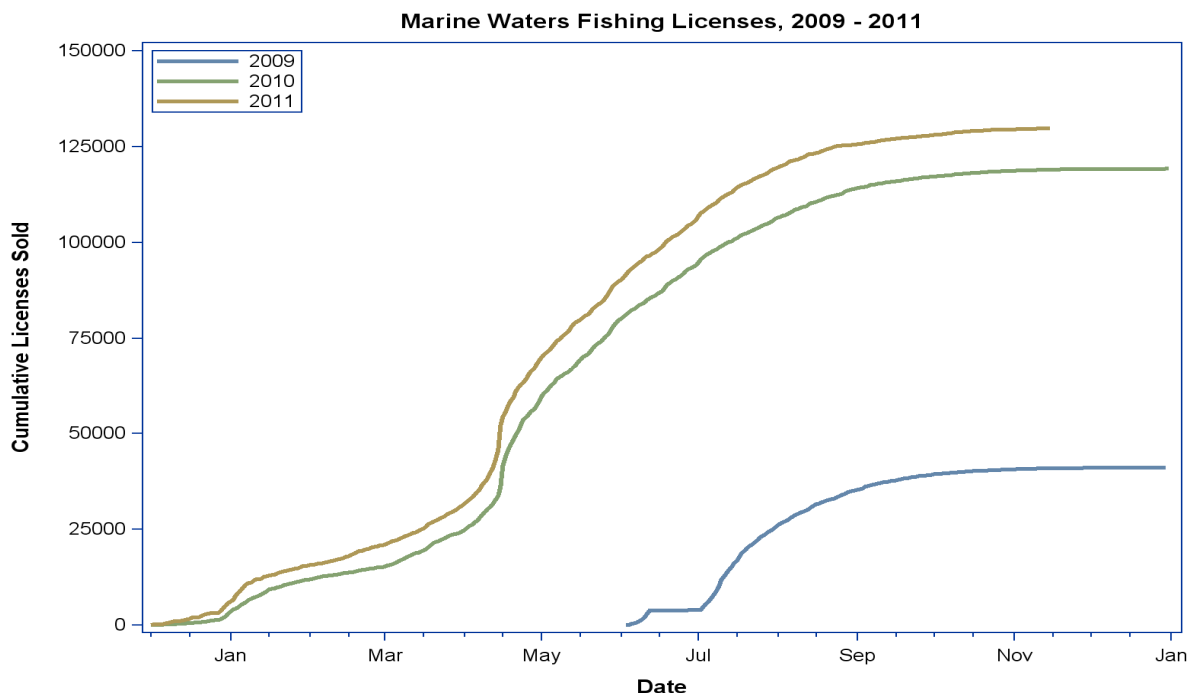 Marine Waters Fishing Licenses, 2009 - 2011
150000
125000
100000
75000
50000
25000
0
Cumulative Licenses Sold
2009
2010
2011
Jan
Mar
May
Jul
Sep
Nov
Jan
Date